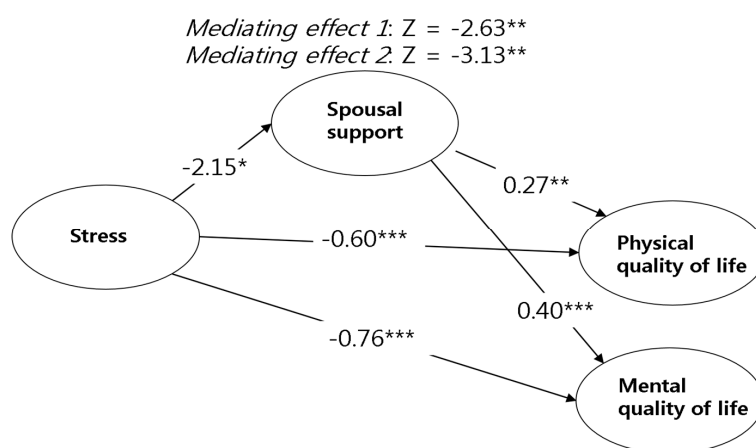 Mediating effect 1: Z = -2.63**
Mediating effect 2: Z = -3.13**
Spousal
support
-2.15*
0.27**
Stress
-0.60***
Physical
quality of life
0.40***
-0.76***
Mental
quality of life